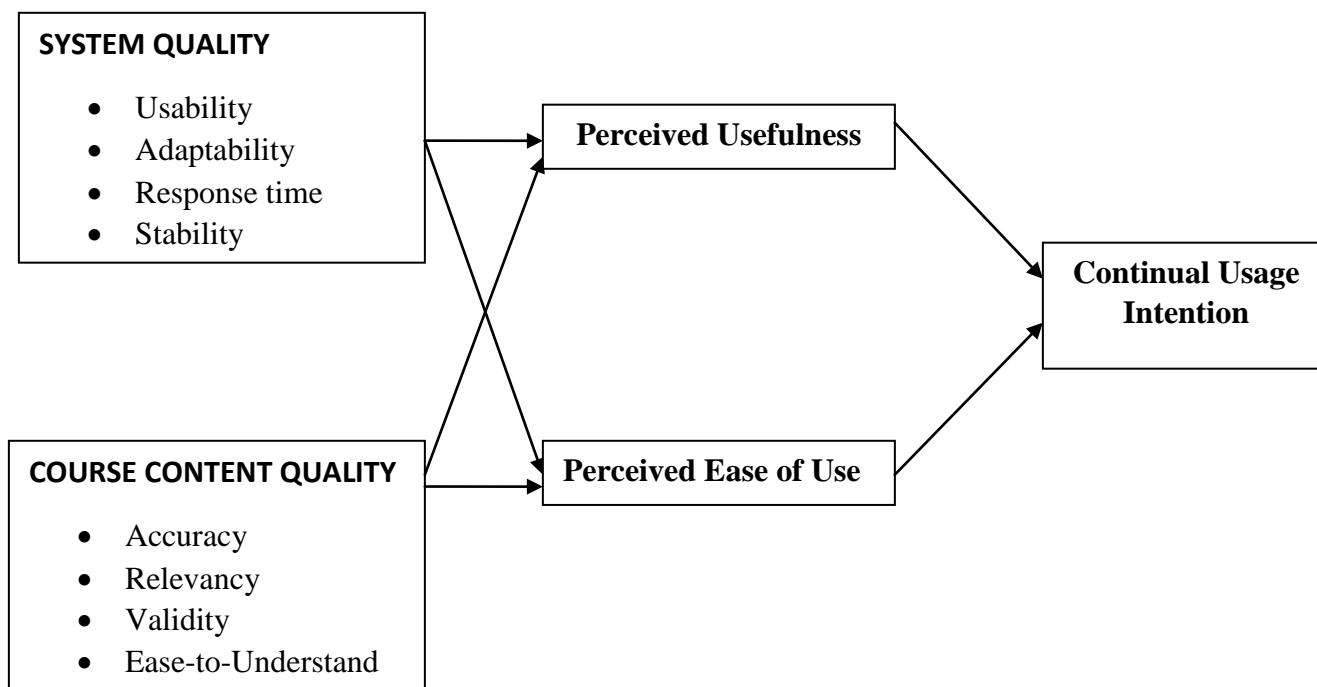 SYSTEM QUALITY
• Usability
• Adaptability
• Response time
• Stability
Perceived Usefulness
Continual Usage
Intention
COURSE CONTENT QUALITY
• Accuracy
• Relevancy
• Validity
• Ease-to-Understand
Perceived Ease of Use